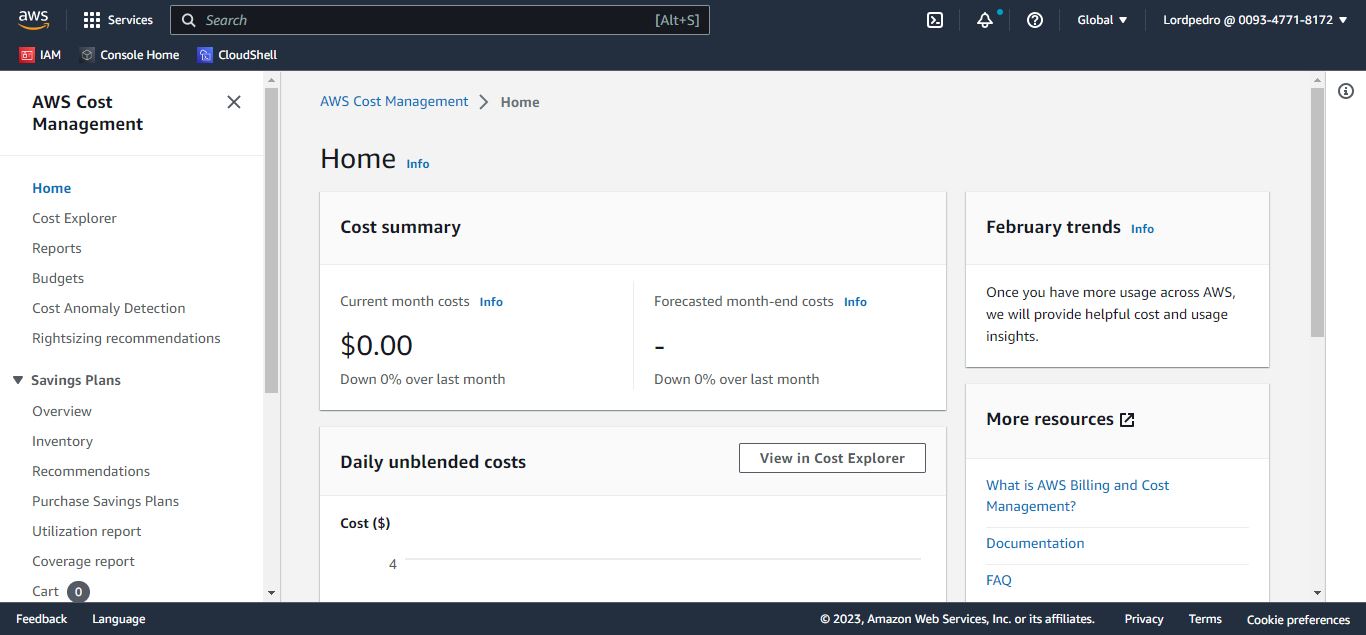 aws
Services
Search [Alt+S]
Global
Lordpedro @ 0093-4771-8172
IAM
Console Home
CloudShell
AWS Cost
Management
Home
Cost Explorer
Reports
Budgets
Cost Anomaly Detection
Rightsizing recommendations
Savings Plans
Overview
Inventory
Recommendations
Purchase Savings Plans
Utilization report
Coverage report
Cart 0
AWS Cost Management > Home
Home Info
Cost summary
Current month costs Info
$0.00
Down 0% over last month
Forecasted month-end costs Info
-
Down 0% over last month
Daily unblended costs
View in Cost Explorer
Cost ($)
4
February trends Info
Once you have more usage across AWS,
we will provide helpful cost and usage
insights.
More resources
What is AWS Billing and Cost
Management?
Documentation
FAQ
Feedback
Language
© 2023, Amazon Web Services, Inc. or its affiliates.
Privacy
Terms
Cookie preferences